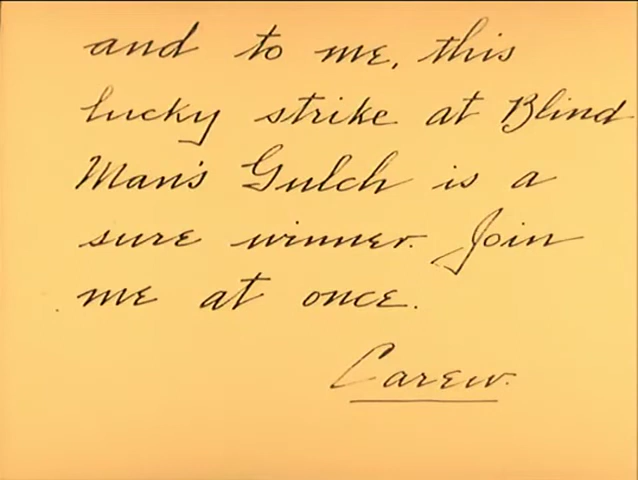 and to me, this
lucky strike at Blind
Man's Gulch is a
sure winner. Join
me at once.
Carew.